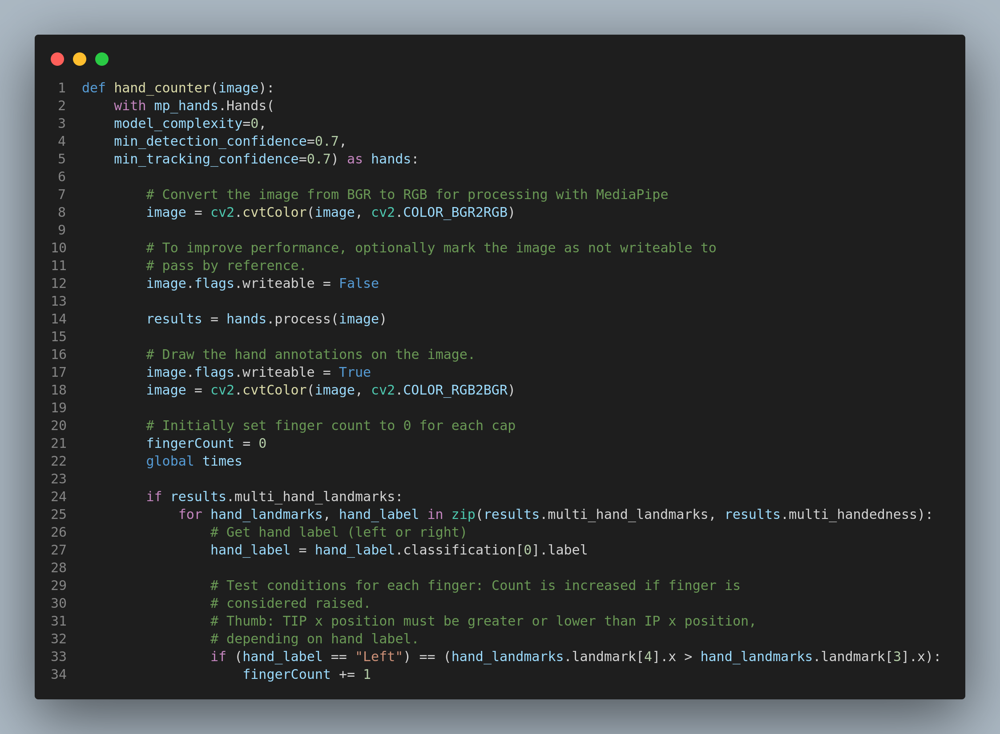 1 def hand_counter(image):
2     with mp_hands.Hands(
3     model_complexity=0,
4     min_detection_confidence=0.7,
5     min_tracking_confidence=0.7) as hands:
6
7         # Convert the image from BGR to RGB for processing with MediaPipe
8         image = cv2.cvtColor(image, cv2.COLOR_BGR2RGB)
9
10         # To improve performance, optionally mark the image as not writeable to
11         # pass by reference.
12         image.flags.writeable = False
13
14         results = hands.process(image)
15
16         # Draw the hand annotations on the image.
17         image.flags.writeable = True
18         image = cv2.cvtColor(image, cv2.COLOR_RGB2BGR)
19
20         # Initially set finger count to 0 for each cap
21         fingerCount = 0
22         global times
23
24         if results.multi_hand_landmarks:
25             for hand_landmarks, hand_label in zip(results.multi_hand_landmarks, results.multi_handedness):
26                 # Get hand label (left or right)
27                 hand_label = hand_label.classification[0].label
28
29                 # Test conditions for each finger: Count is increased if finger is
30                 # considered raised.
31                 # Thumb: TIP x position must be greater or lower than IP x position,
32                 # depending on hand label.
33                 if (hand_label == "Left") == (hand_landmarks.landmark[4].x > hand_landmarks.landmark[3].x):
34                     fingerCount += 1